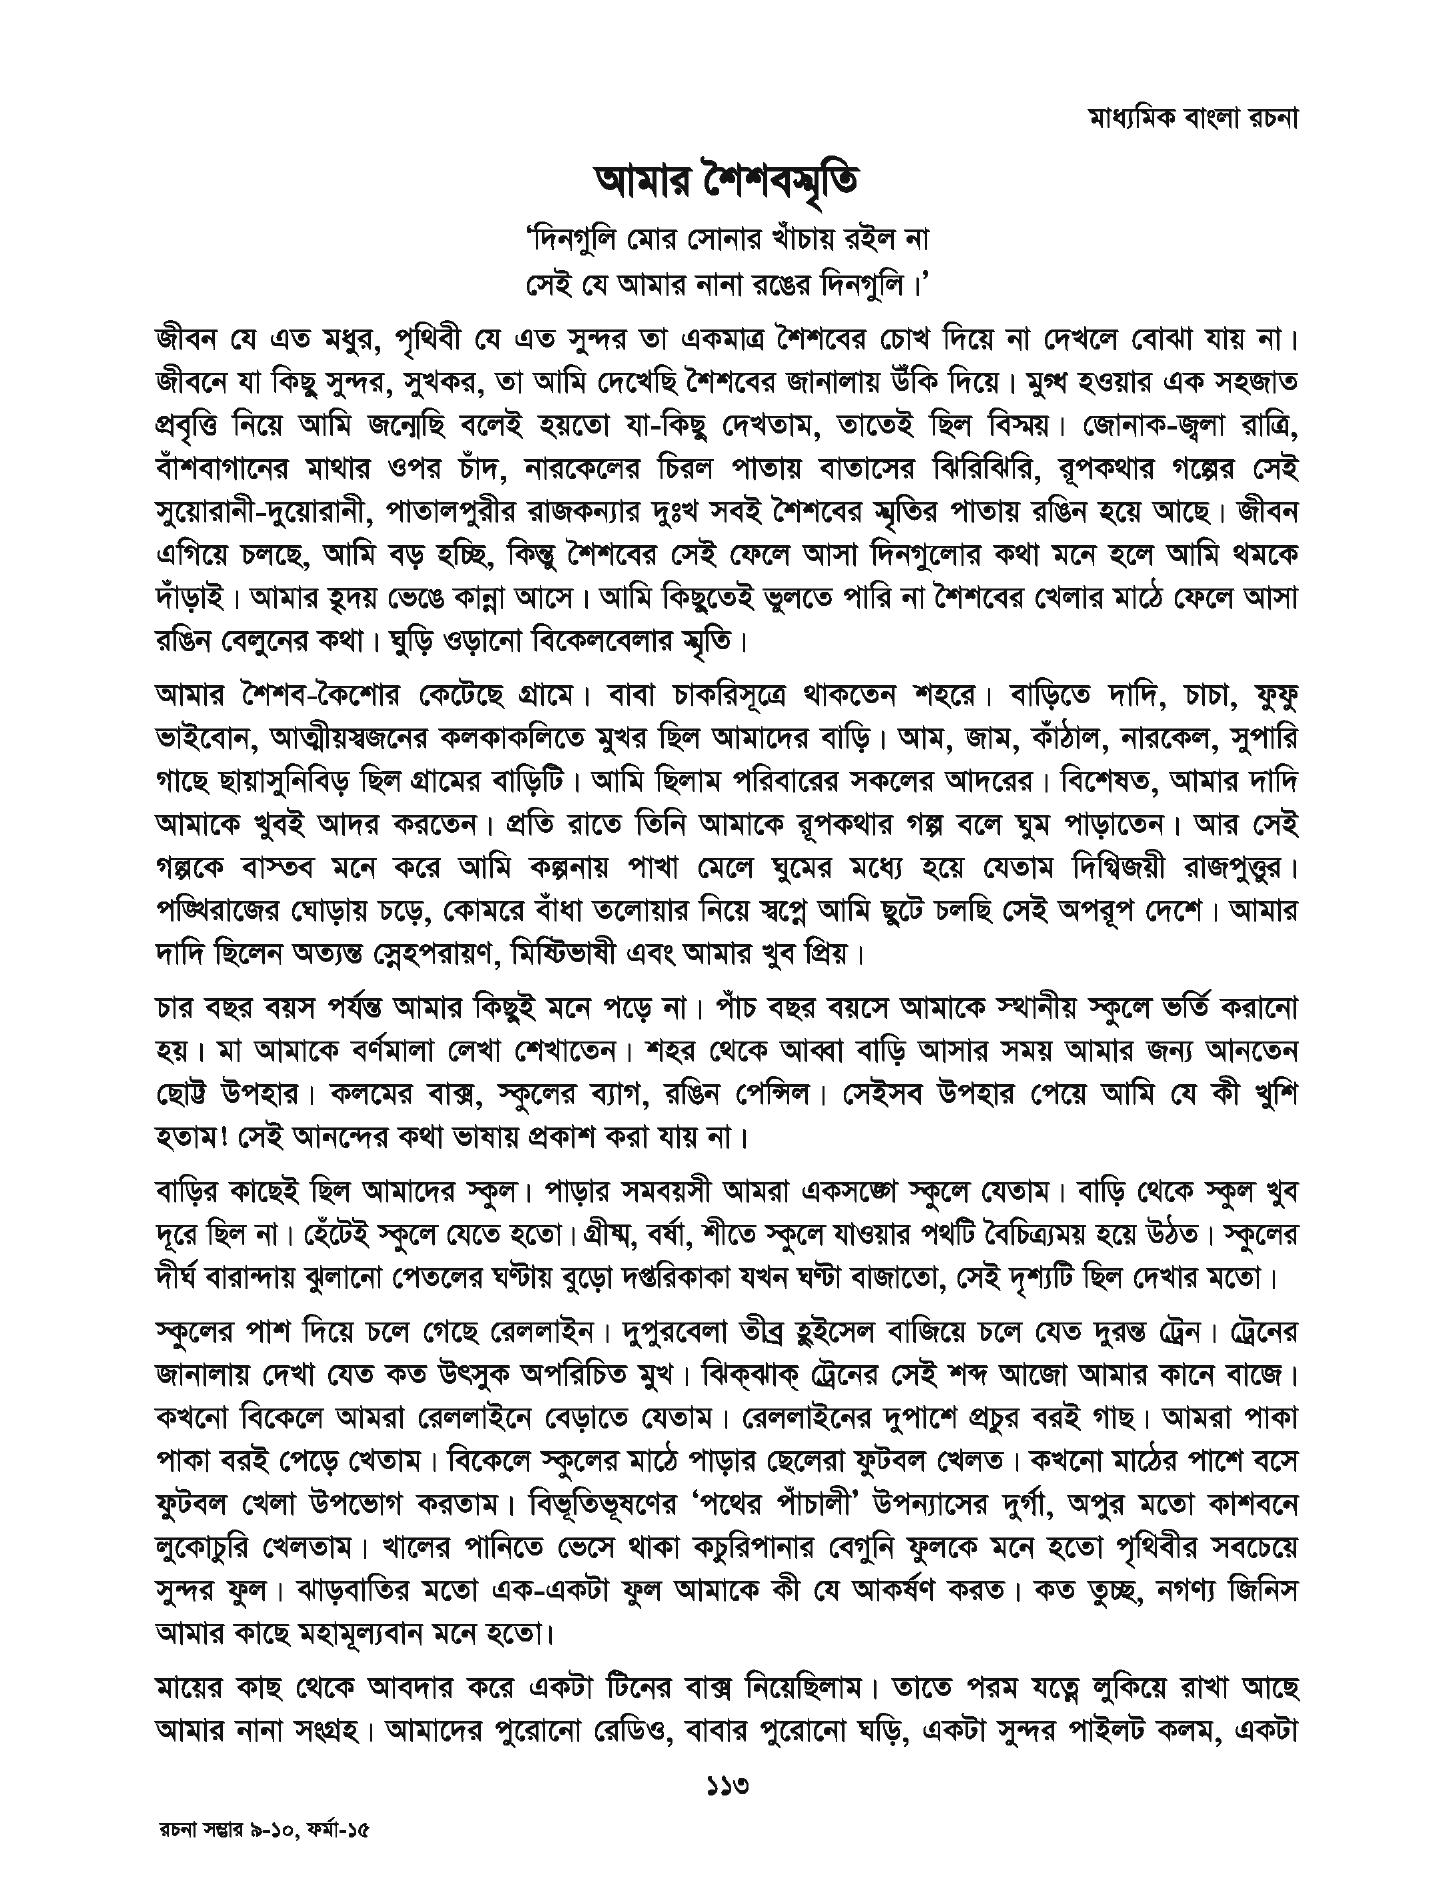 মাধ্যমিক বাংলা রচনা
আমার শৈশবস্মৃতি
‘দিনগুলি মোর সোনার খাঁচায় রইল না
সেই যে আমার নানা রঙের দিনগুলি।’
জীবন যে এত মধুর, পৃথিবী যে এত সুন্দর তা একমাত্র শৈশবের চোখ দিয়ে না দেখলে বোঝা যায় না।
জীবনে যা কিছু সুন্দর, সুখকর, তা আমি দেখেছি শৈশবের জানালায় উঁকি দিয়ে। মুগ্ধ হওয়ার এক সহজাত
প্রবৃত্তি নিয়ে আমি জন্মেছি বলেই হয়তো যা-কিছু দেখতাম, তাতেই ছিল বিস্ময়। জোনাক-জ্বলা রাত্রি,
বাঁশবাগানের মাথার ওপর চাঁদ, নারকেলের চিরল পাতায় বাতাসের ঝিরিঝিরি, রূপকথার গল্পের সেই
সুয়োরানী-দুয়োরানী, পাতালপুরীর রাজকন্যার দুঃখ সবই শৈশবের স্মৃতির পাতায় রঙিন হয়ে আছে। জীবন
এগিয়ে চলছে, আমি বড় হচ্ছি, কিন্তু শৈশবের সেই ফেলে আসা দিনগুলোর কথা মনে হলে আমি থমকে
দাঁড়াই। আমার হৃদয় ভেঙে কান্না আসে। আমি কিছুতেই ভুলতে পারি না শৈশবের খেলার মাঠে ফেলে আসা
রঙিন বেলুনের কথা। ঘুড়ি ওড়ানো বিকেলবেলার স্মৃতি।
আমার শৈশব-কৈশোর কেটেছে গ্রামে। বাবা চাকরিসূত্রে থাকতেন শহরে। বাড়িতে দাদি, চাচা, ফুফু
ভাইবোন, আত্মীয়স্বজনের কলকাকলিতে মুখর ছিল আমাদের বাড়ি। আম, জাম, কাঁঠাল, নারকেল, সুপারি
গাছে ছায়াসুনিবিড় ছিল গ্রামের বাড়িটি। আমি ছিলাম পরিবারের সকলের আদরের। বিশেষত, আমার দাদি
আমাকে খুবই আদর করতেন। প্রতি রাতে তিনি আমাকে রূপকথার গল্প বলে ঘুম পাড়াতেন। আর সেই
গল্পকে বাস্তব মনে করে আমি কল্পনায় পাখা মেলে ঘুমের মধ্যে হয়ে যেতাম দিগ্বিজয়ী রাজপুত্তুর।
পঙ্খিরাজের ঘোড়ায় চড়ে, কোমরে বাঁধা তলোয়ার নিয়ে স্বপ্নে আমি ছুটে চলছি সেই অপরূপ দেশে। আমার
দাদি ছিলেন অত্যন্ত স্নেহপরায়ণ, মিষ্টিভাষী এবং আমার খুব প্রিয়।
চার বছর বয়স পর্যন্ত আমার কিছুই মনে পড়ে না। পাঁচ বছর বয়সে আমাকে স্থানীয় স্কুলে ভর্তি করানো
হয়। মা আমাকে বর্ণমালা লেখা শেখাতেন। শহর থেকে আব্বা বাড়ি আসার সময় আমার জন্য আনতেন
ছোট্ট উপহার। কলমের বাক্স, স্কুলের ব্যাগ, রঙিন পেন্সিল। সেইসব উপহার পেয়ে আমি যে কী খুশি
হতাম! সেই আনন্দের কথা ভাষায় প্রকাশ করা যায় না।
বাড়ির কাছেই ছিল আমাদের স্কুল। পাড়ার সমবয়সী আমরা একসঙ্গে স্কুলে যেতাম। বাড়ি থেকে স্কুল খুব
দূরে ছিল না। হেঁটেই স্কুলে যেতে হতো। গ্রীষ্ম, বর্ষা, শীতে স্কুলে যাওয়ার পথটি বৈচিত্র্যময় হয়ে উঠত। স্কুলের
দীর্ঘ বারান্দায় ঝুলানো পেতলের ঘণ্টায় বুড়ো দপ্তরিকাকা যখন ঘণ্টা বাজাতো, সেই দৃশ্যটি ছিল দেখার মতো।
স্কুলের পাশ দিয়ে চলে গেছে রেললাইন। দুপুরবেলা তীব্র হুইসেল বাজিয়ে চলে যেত দুরন্ত ট্রেন। ট্রেনের
জানালায় দেখা যেত কত উৎসুক অপরিচিত মুখ। ঝিক্‌ঝাক্‌ ট্রেনের সেই শব্দ আজো আমার কানে বাজে।
কখনো বিকেলে আমরা রেললাইনে বেড়াতে যেতাম। রেললাইনের দুপাশে প্রচুর বরই গাছ। আমরা পাকা
পাকা বরই পেড়ে খেতাম। বিকেলে স্কুলের মাঠে পাড়ার ছেলেরা ফুটবল খেলত। কখনো মাঠের পাশে বসে
ফুটবল খেলা উপভোগ করতাম। বিভূতিভূষণের ‘পথের পাঁচালী’ উপন্যাসের দুর্গা, অপুর মতো কাশবনে
লুকোচুরি খেলতাম। খালের পানিতে ভেসে থাকা কচুরিপানার বেগুনি ফুলকে মনে হতো পৃথিবীর সবচেয়ে
সুন্দর ফুল। ঝাড়বাতির মতো এক-একটা ফুল আমাকে কী যে আকর্ষণ করত। কত তুচ্ছ, নগণ্য জিনিস
আমার কাছে মহামূল্যবান মনে হতো।
মায়ের কাছ থেকে আবদার করে একটা টিনের বাক্স নিয়েছিলাম। তাতে পরম যত্নে লুকিয়ে রাখা আছে
আমার নানা সংগ্রহ। আমাদের পুরোনো রেডিও, বাবার পুরোনো ঘড়ি, একটা সুন্দর পাইলট কলম, একটা
১১৩
রচনা সম্ভার ৯-১০, ফর্মা-১৫